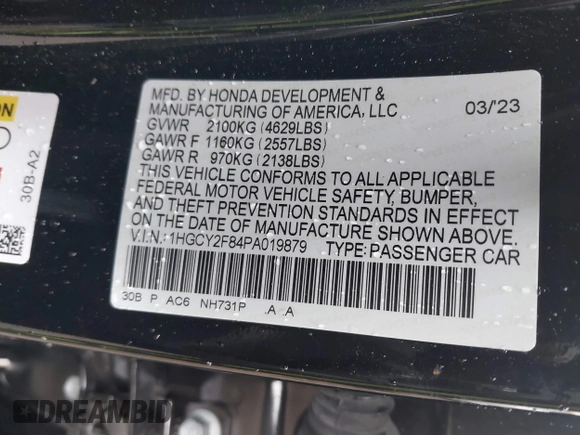 MFD. BY HONDA DEVELOPMENT &
MANUFACTURING OF AMERICA, LLC 03/23
GVWR 2100KG (4629LBS)
GAWR F 1160KG (2557LBS)
GAWR R 970KG (2138LBS)
THIS VEHICLE CONFORMS TO ALL APPLICABLE
FEDERAL MOTOR VEHICLE SAFETY, BUMPER,
AND THEFT PREVENTION STANDARDS IN EFFECT
ON THE DATE OF MANUFACTURE SHOWN ABOVE.
V.I.N.: 1HGCY2F84PA019879 TYPE: PASSENGER CAR
30B P AC6 NH731P .A .A
30B-A2
DREAMBID